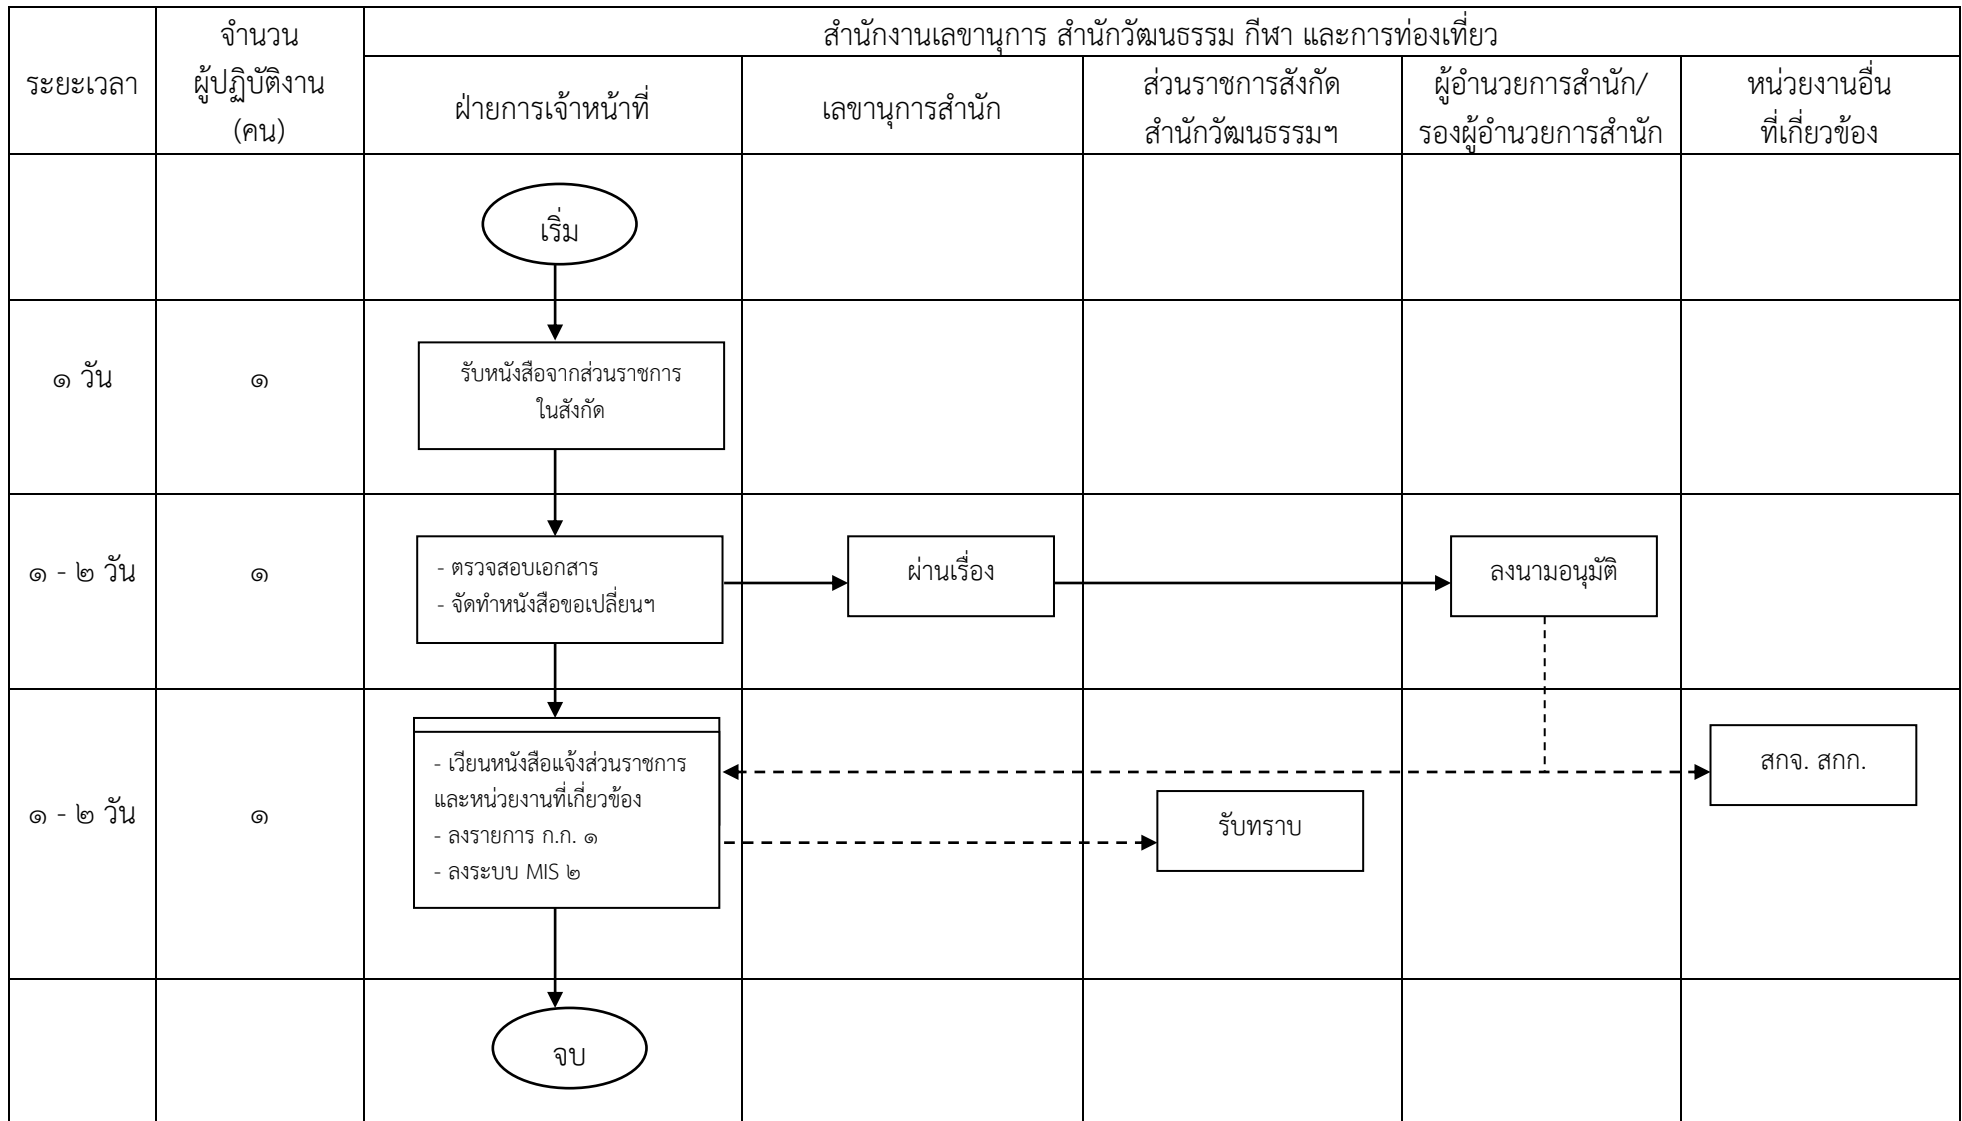 สำนักงานเลขานุการ สำนักวัฒนธรรม กีฬา และการท่องเที่ยว
ระยะเวลา
จำนวน
ผู้ปฏิบัติงาน
(คน)
ฝ่ายการเจ้าหน้าที่
เลขานุการสำนัก
ส่วนราชการสังกัด
สำนักวัฒนธรรมฯ
ผู้อำนวยการสำนัก/
รองผู้อำนวยการสำนัก
หน่วยงานอื่น
ที่เกี่ยวข้อง
เริ่ม
๑ วัน
๑
รับหนังสือจากส่วนราชการ
ในสังกัด
๑ - ๒ วัน
๑
- ตรวจสอบเอกสาร
- จัดทำหนังสือขอเปลี่ยนฯ
ผ่านเรื่อง
ลงนามอนุมัติ
๑ - ๒ วัน
๑
- เวียนหนังสือแจ้งส่วนราชการ
และหน่วยงานที่เกี่ยวข้อง
- ลงรายการ ก.ก. ๑
- ลงระบบ MIS ๒
รับทราบ
สกจ. สกก.
จบ